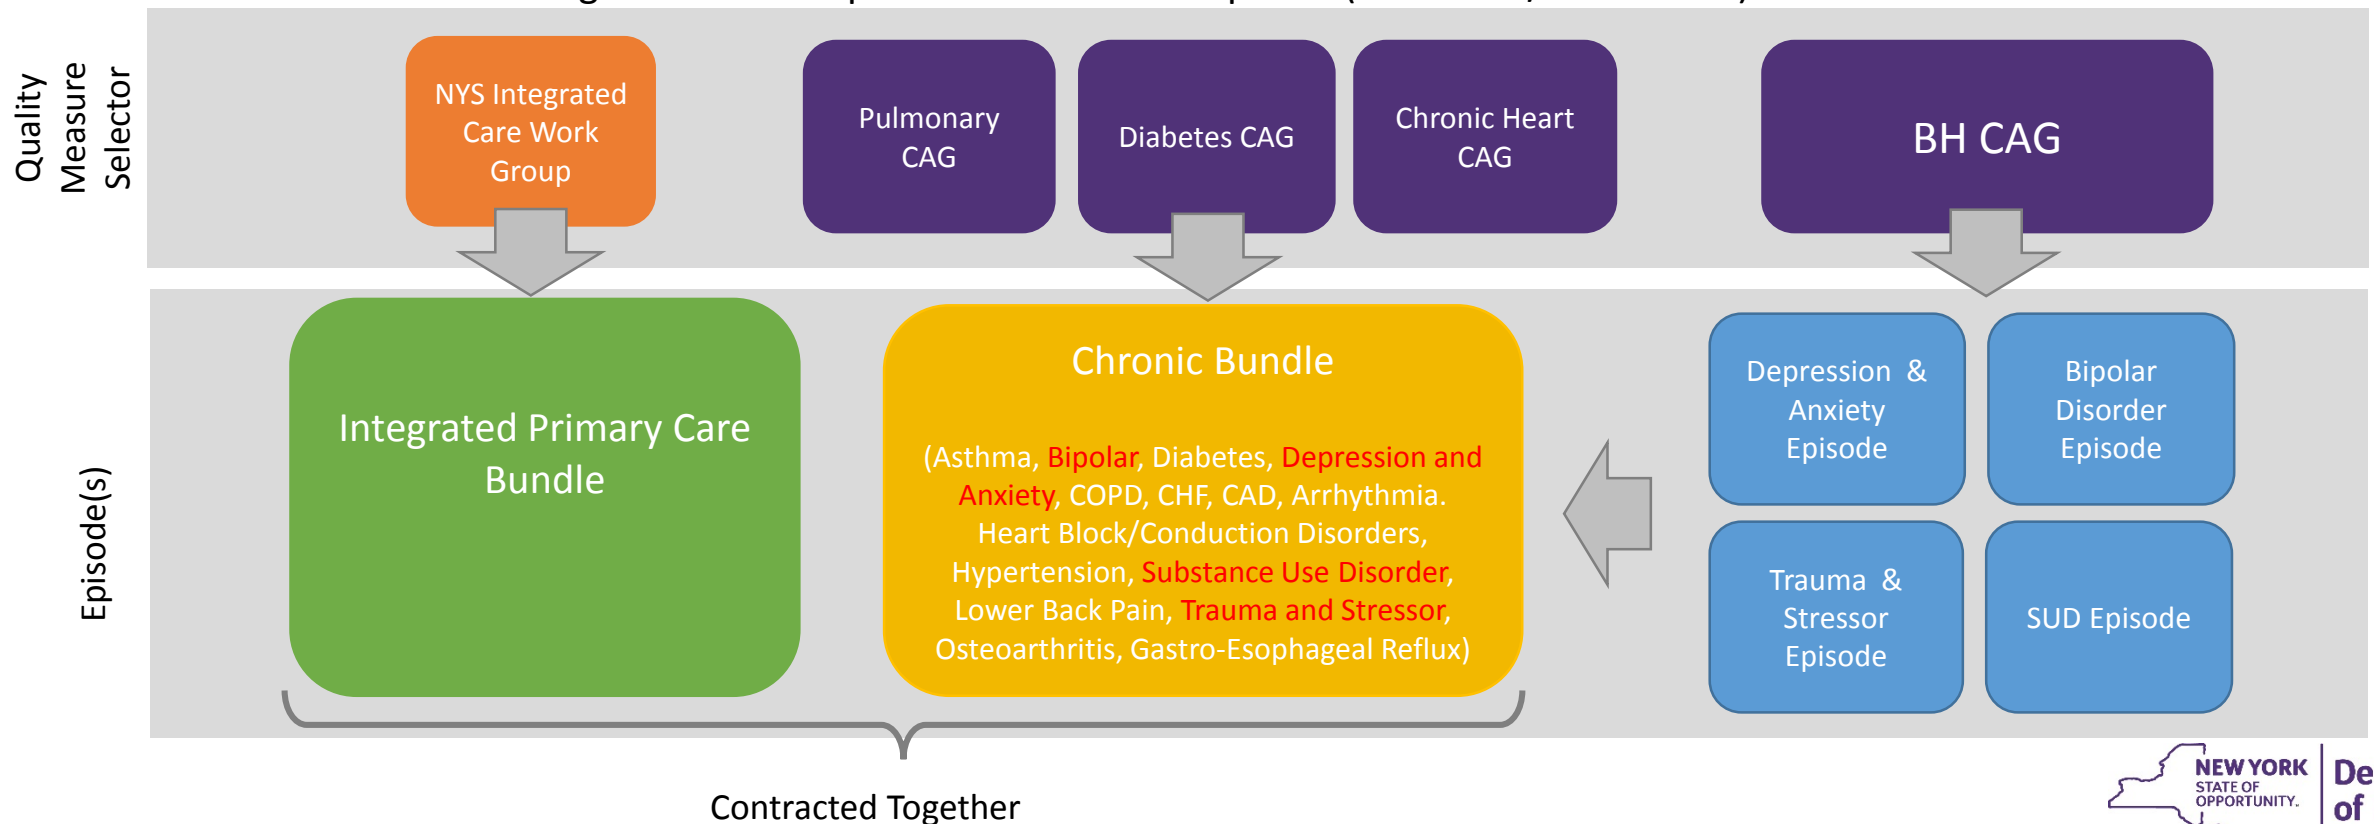 Quality
Measure
Selector
NYS Integrated
Care Work
Group
Pulmonary
CAG
Diabetes CAG
Chronic Heart
CAG
BH CAG
Episode(s)
Integrated Primary Care
Bundle
Chronic Bundle
(Asthma, Bipolar, Diabetes, Depression and
Anxiety, COPD, CHF, CAD, Arrhythmia.
Heart Block/Conduction Disorders,
Hypertension, Substance Use Disorder,
Lower Back Pain, Trauma and Stressor,
Osteoarthritis, Gastro-Esophageal Reflux)
Depression & 
Anxiety
Episode
Bipolar
Disorder
Episode
Trauma &
Stressor
Episode
SUD Episode
Contracted Together
NEW YORK
STATE OF
OPPORTUNITY.
De
of